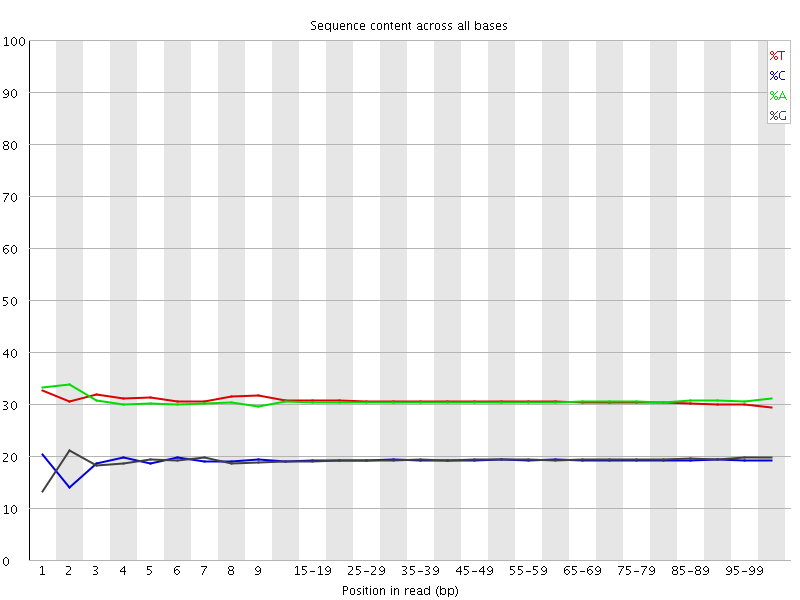 Sequence content across all bases
100
90
80
70
60
50
40
30
20
10
0
%T
%C
%A
%G
1 2 3 4 5 6 7 8 9 15-19 25-29 35-39 45-49 55-59 65-69 75-79 85-89 95-99
Position in read (bp)